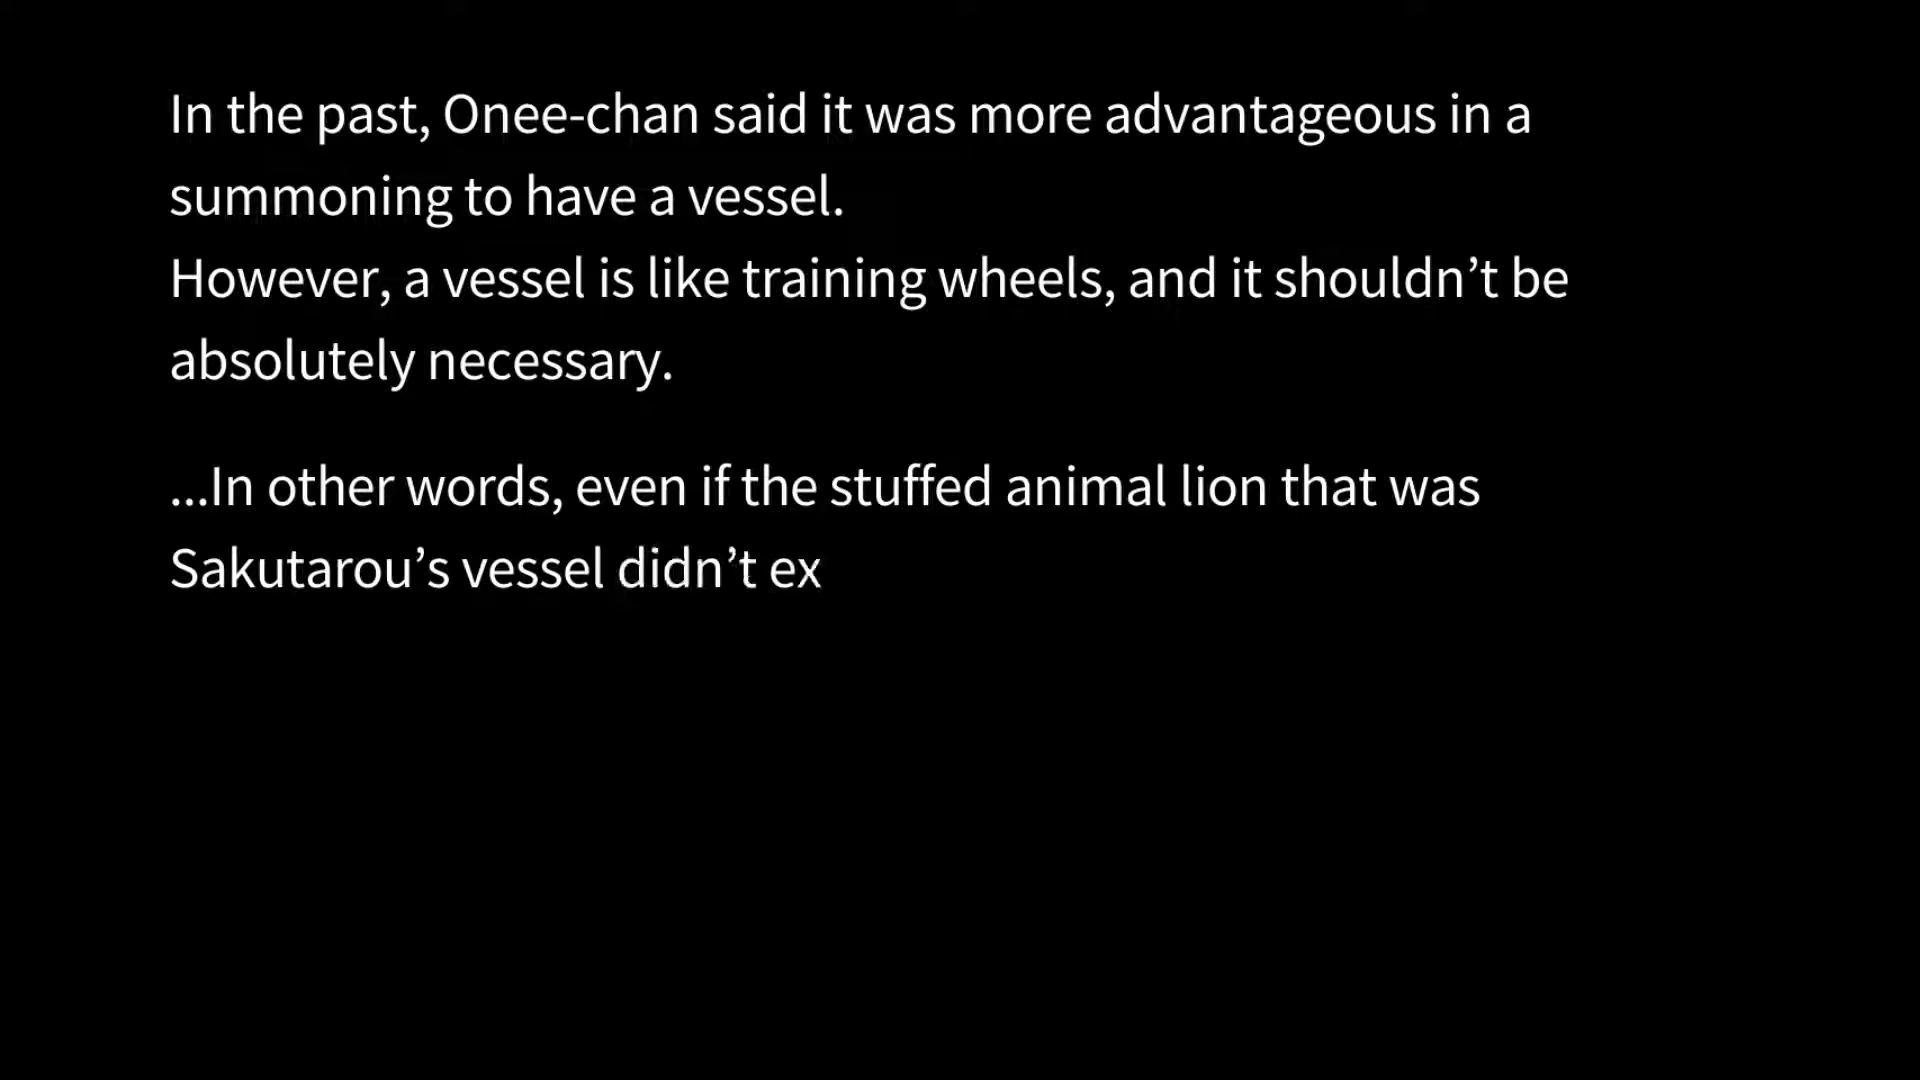 In the past, Onee-chan said it was more advantageous in a
summoning to have a vessel.
However, a vessel is like training wheels, and it shouldn’t be
absolutely necessary.
...In other words, even if the stuffed animal lion that was
Sakutarou’s vessel didn’t ex